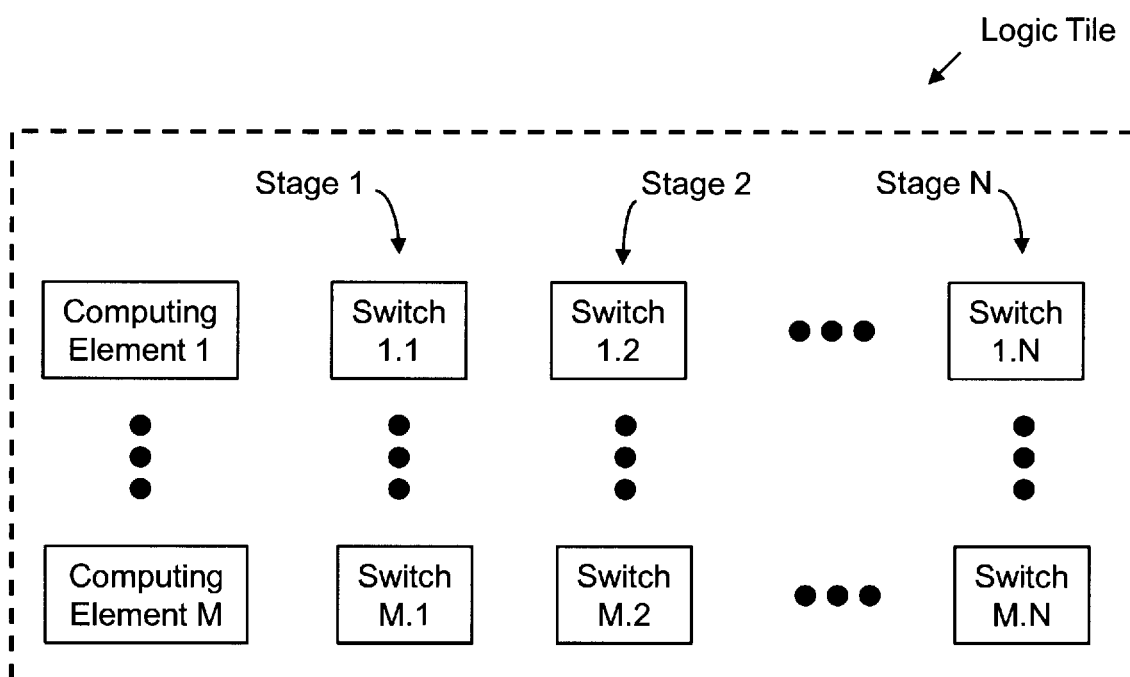 Logic Tile
Stage 1
Stage 2
Stage N
Computing
Element 1
Switch
1.1
Switch
1.2
Switch
1.N
Computing
Element M
Switch
M.1
Switch
M.2
Switch
M.N